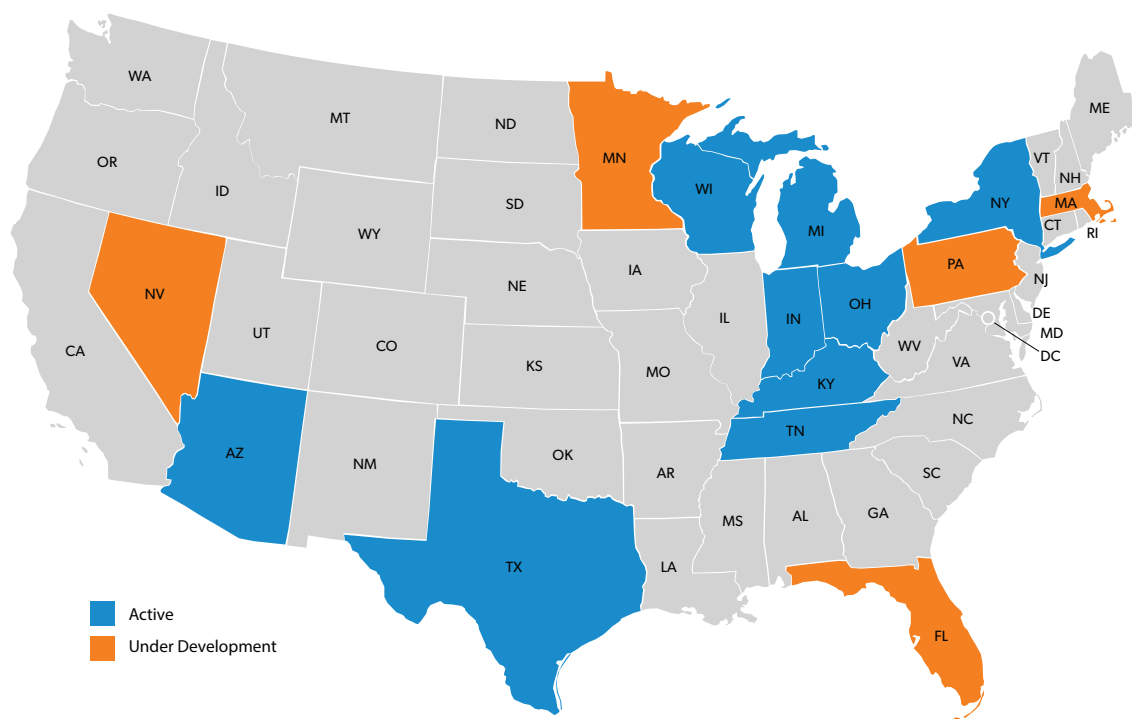 WA
MT
ND
MN
ME
OR
ID
SD
WI
VT
NH
NY
MA
WY
MI
CT
RI
IA
PA
NE
NV
NJ
OH
IN
IL
UT
CO
DE
MD
DC
CA
WV
VA
KS
MO
KY
NC
TN
AZ
NM
OK
AR
SC
MS
AL
GA
TX
LA
Active
FL
Under Development